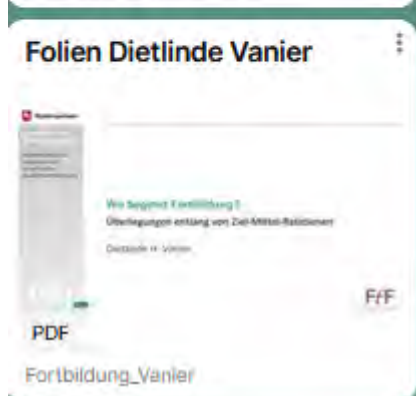 Folien Dietlinde Vanier
Wo beginnt Fortbildung?
Überlegungen entlang von Ziel-Mittel-Relationen
Dietlinde H. Vanier
PDF
Fortbildung_Vanier